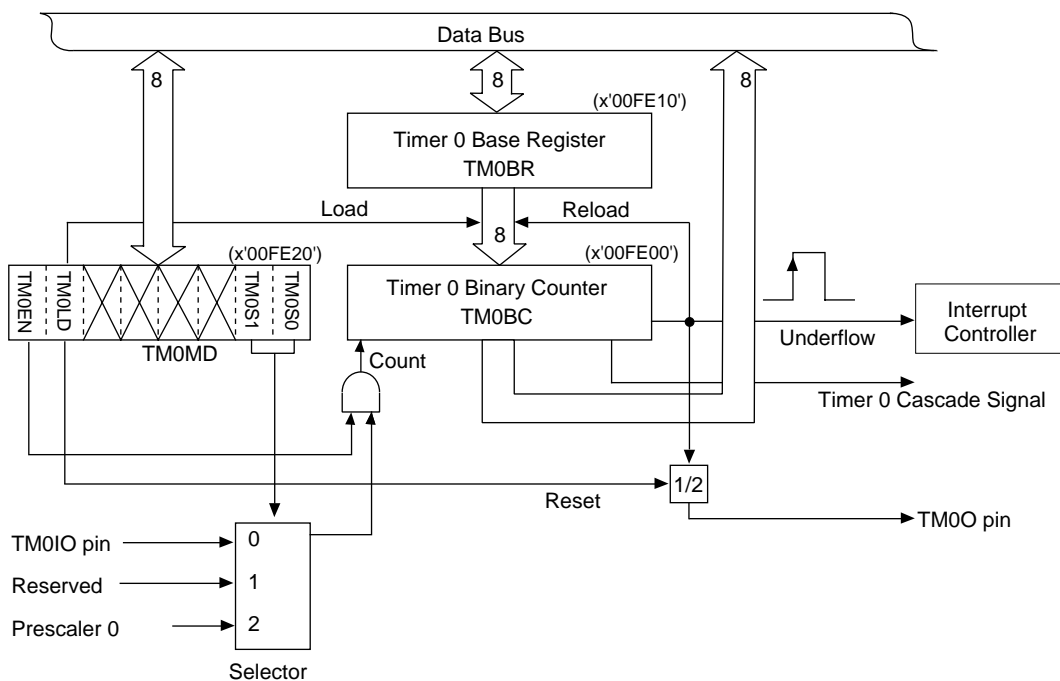 Data Bus
8
8
8
(x'00FE10')
Timer 0 Base Register
TM0BR
Load
Reload
8
(x'00FE20')
(x'00FE00')
TM0EN
TM0LD
TM0S1
TM0S0
TM0MD
Timer 0 Binary Counter
TM0BC
Underflow
Interrupt
Controller
Count
Timer 0 Cascade Signal
Reset
1/2
TM0O pin
TM0IO pin
0
Reserved
1
Prescaler 0
2
Selector